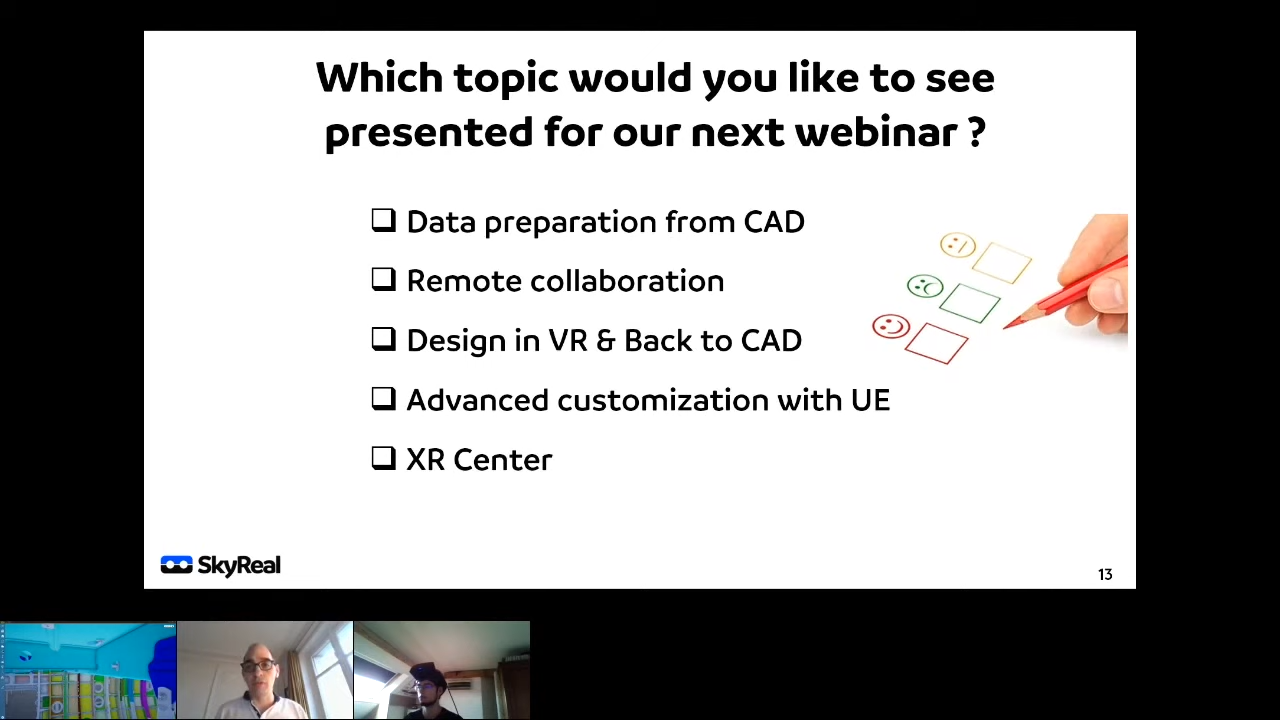 Which topic would you like to see
presented for our next webinar ?
❑ Data preparation from CAD
❑ Remote collaboration
❑ Design in VR & Back to CAD
❑ Advanced customization with UE
❑ XR Center
SkyReal
13